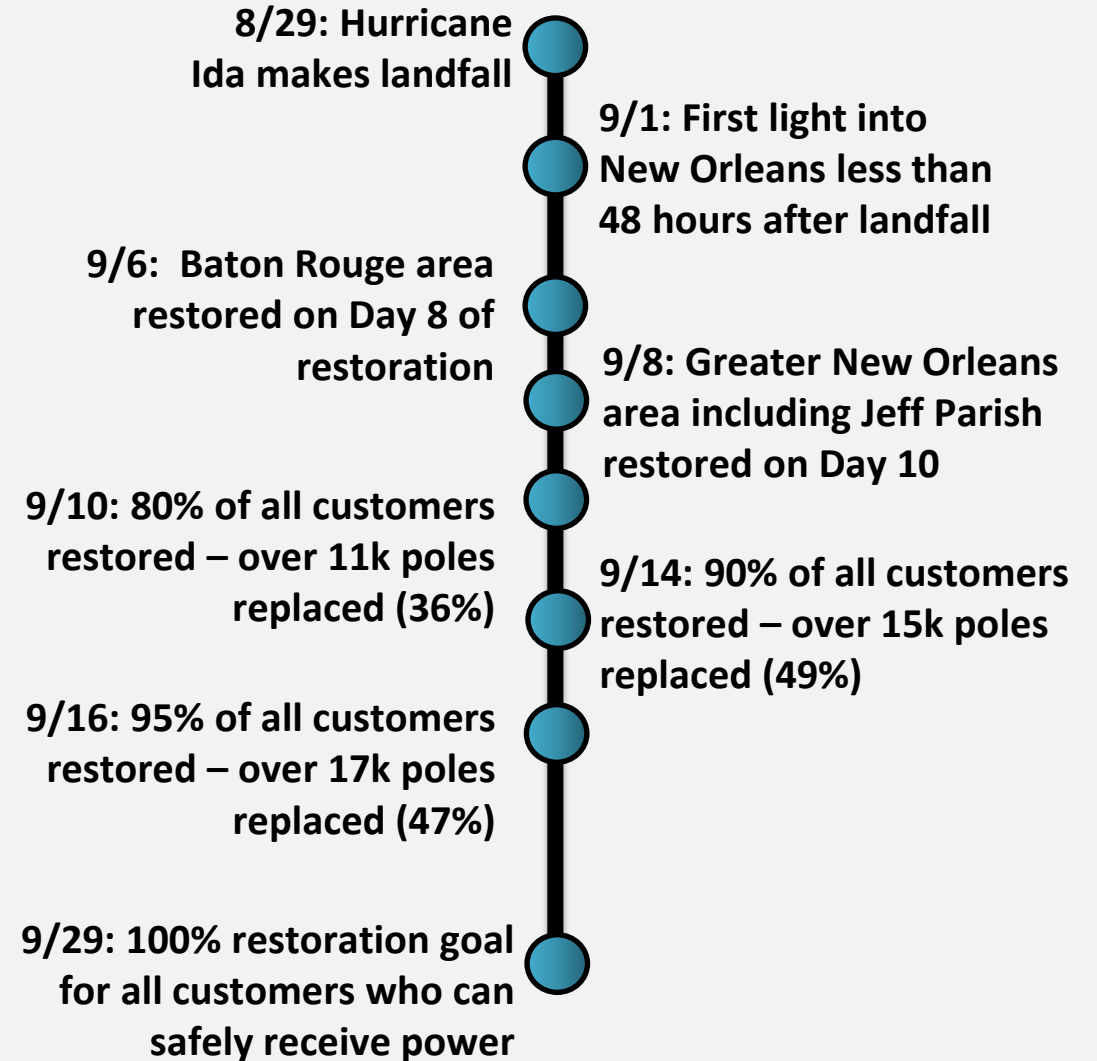 8/29: Hurricane
Ida makes landfall
9/1: First light into
New Orleans less than
48 hours after landfall
9/6:  Baton Rouge area
restored on Day 8 of
restoration
9/8: Greater New Orleans
area including Jeff Parish
restored on Day 10
9/10: 80% of all customers
restored – over 11k poles
replaced (36%)
9/14: 90% of all customers
restored – over 15k poles
replaced (49%)
9/16: 95% of all customers
restored – over 17k poles
replaced (47%)
9/29: 100% restoration goal
for all customers who can
safely receive power